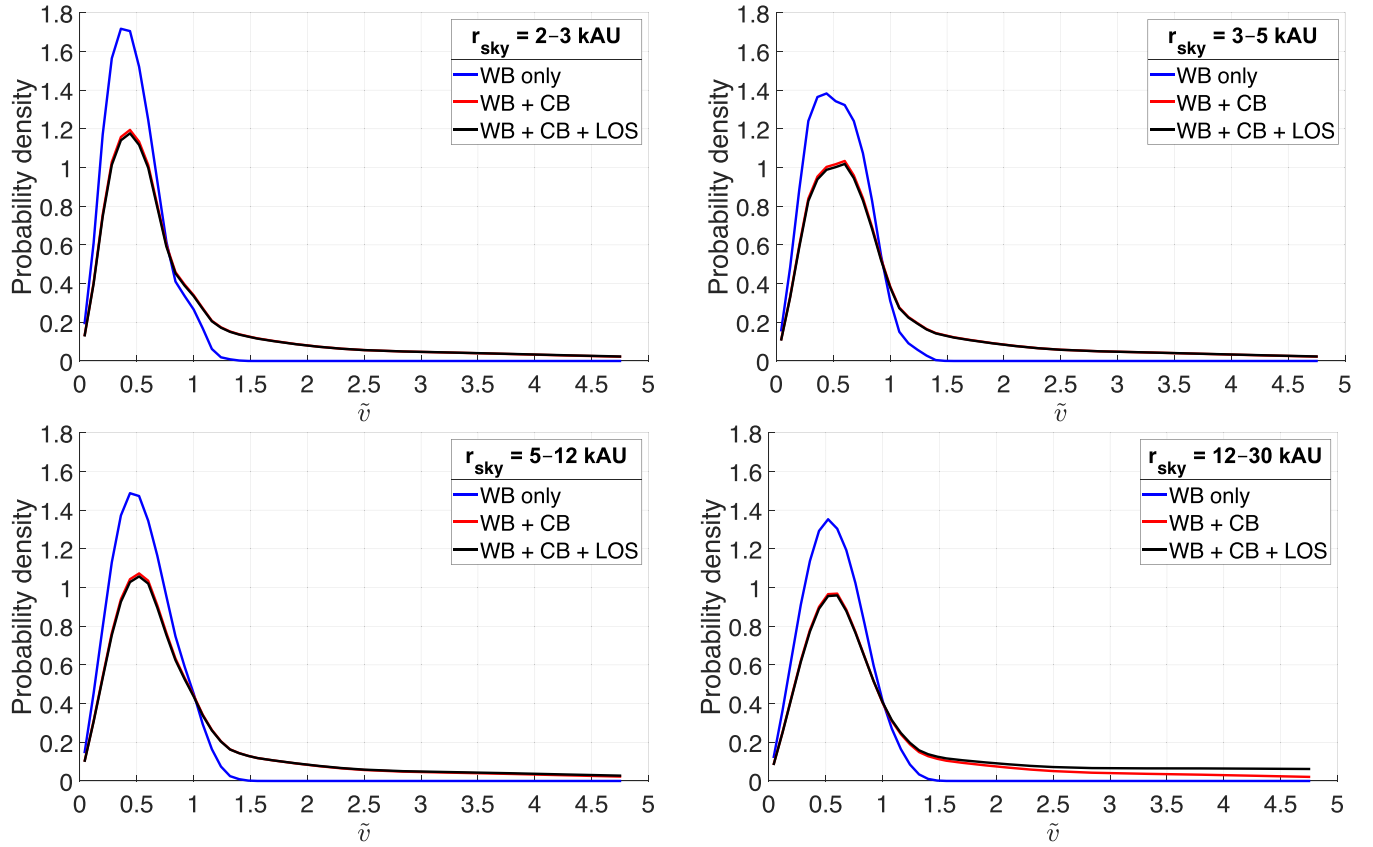 Probability density
1.8
1.6
1.4
1.2
1
0.8
0.6
0.4
0.2
0
r_sky = 2–3 kAU
WB only
WB + CB
WB + CB + LOS
0 0.5 1 1.5 2 2.5 3 3.5 4 4.5 5
ṽ
Probability density
1.8
1.6
1.4
1.2
1
0.8
0.6
0.4
0.2
0
r_sky = 3–5 kAU
WB only
WB + CB
WB + CB + LOS
0 0.5 1 1.5 2 2.5 3 3.5 4 4.5 5
ṽ
Probability density
1.8
1.6
1.4
1.2
1
0.8
0.6
0.4
0.2
0
r_sky = 5–12 kAU
WB only
WB + CB
WB + CB + LOS
0 0.5 1 1.5 2 2.5 3 3.5 4 4.5 5
ṽ
Probability density
1.8
1.6
1.4
1.2
1
0.8
0.6
0.4
0.2
0
r_sky = 12–30 kAU
WB only
WB + CB
WB + CB + LOS
0 0.5 1 1.5 2 2.5 3 3.5 4 4.5 5
ṽ